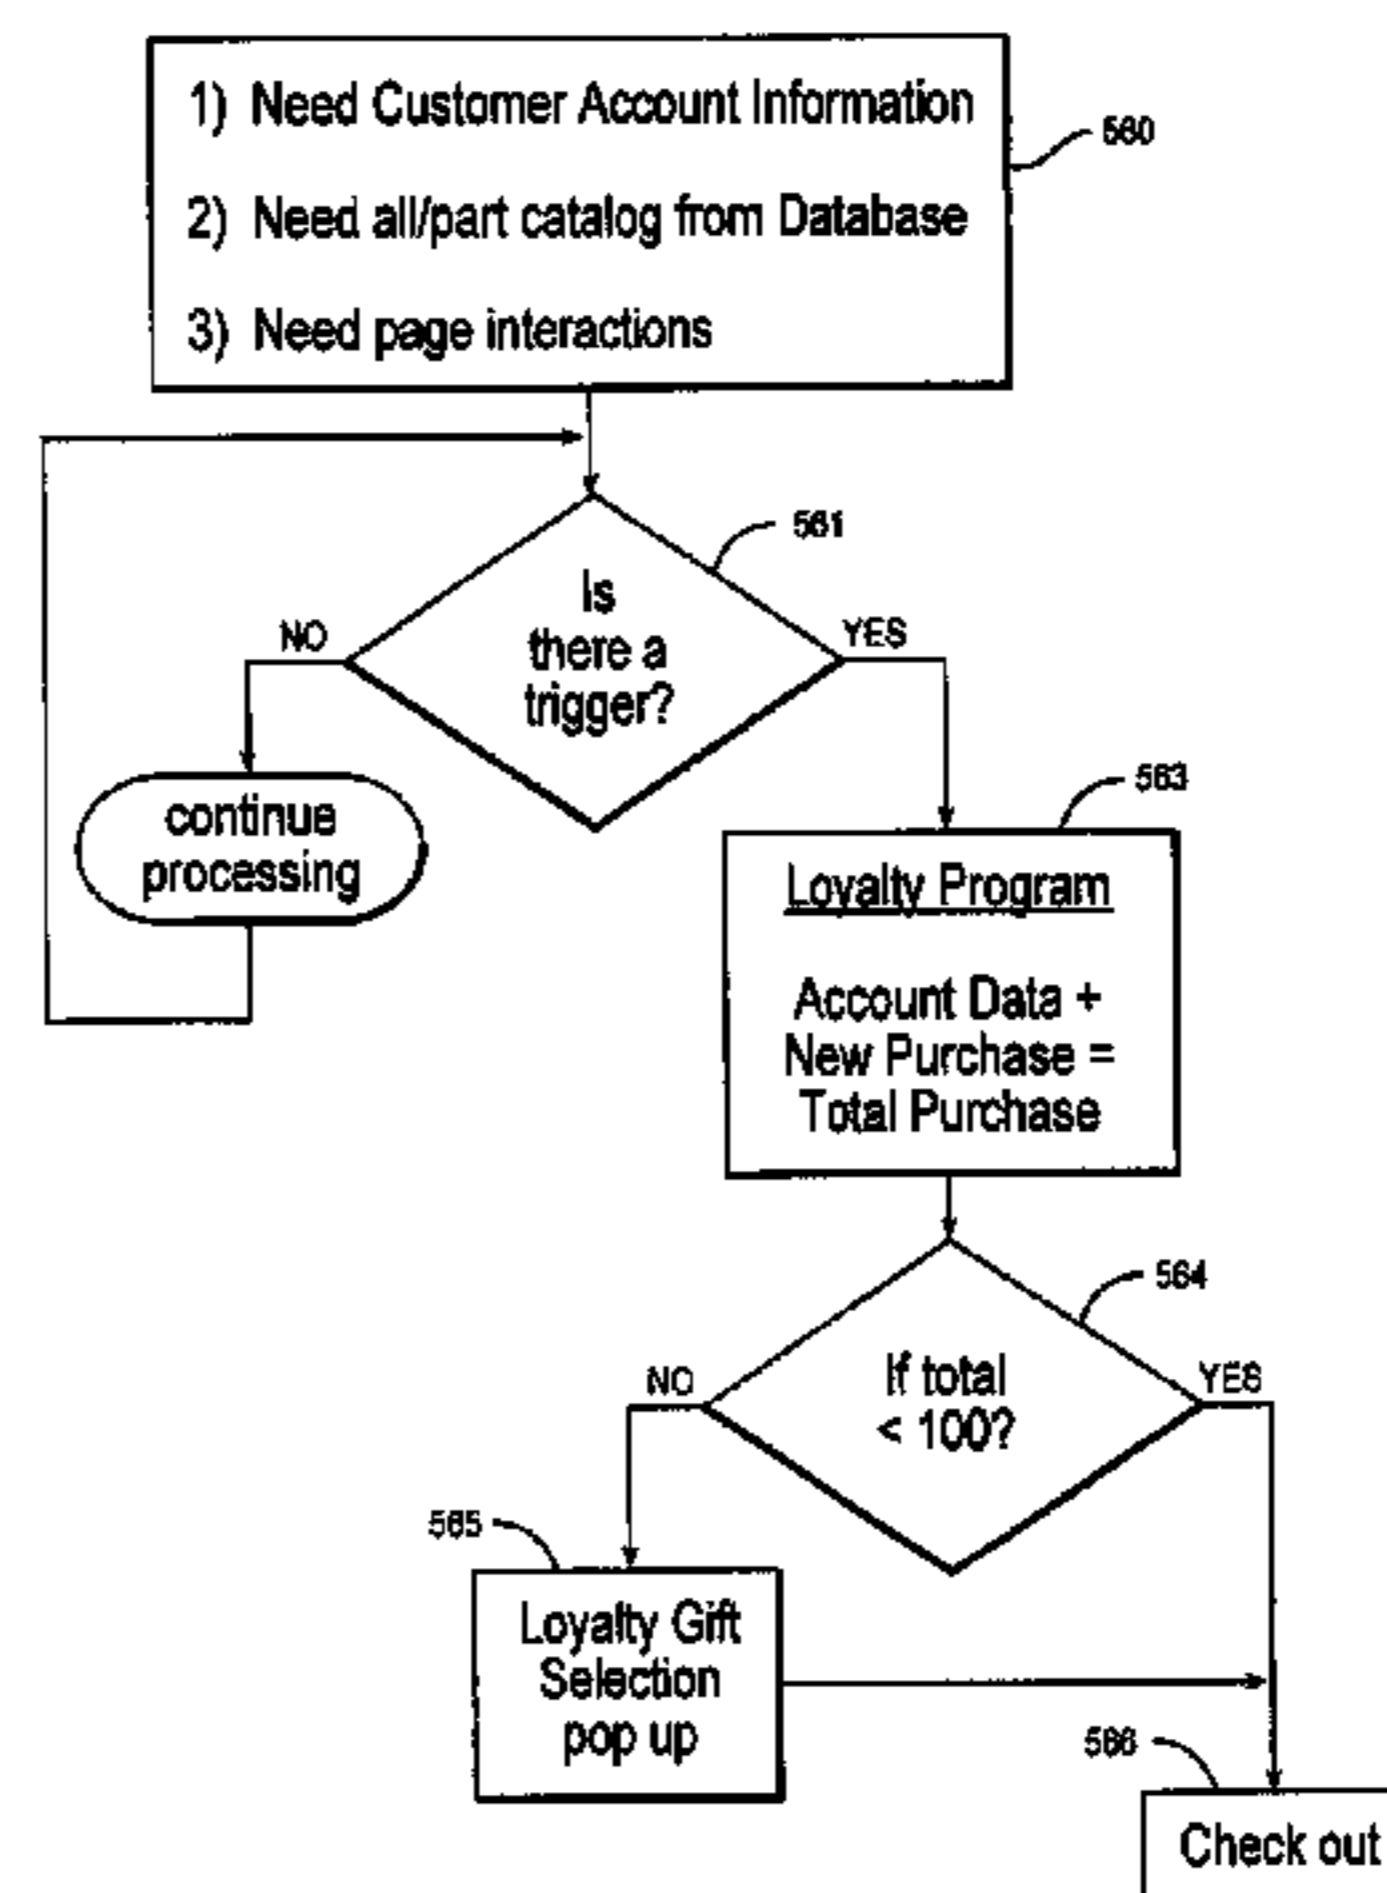 1) Need Customer Account Information
560
2) Need all/part catalog from Database
3) Need page interactions
561
Is
there a
trigger?
NO
YES
continue
processing
563
Loyalty Program
Account Data +
New Purchase =
Total Purchase
564
If total
< 100?
NO
YES
565
Loyalty Gift
Selection
pop up
566
Check out